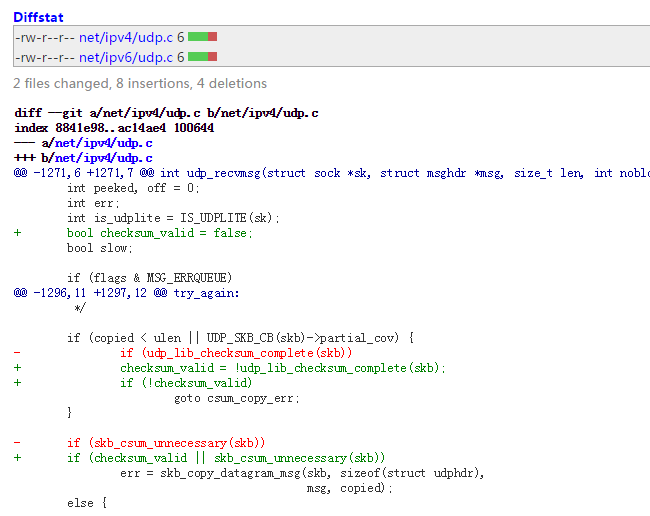 Diffstat
-rw-r--r-- net/ipv4/udp.c 6
-rw-r--r-- net/ipv6/udp.c 6
2 files changed, 8 insertions, 4 deletions
diff --git a/net/ipv4/udp.c b/net/ipv4/udp.c
index 8841e98..ac14ae4 100644
--- a/net/ipv4/udp.c
+++ b/net/ipv4/udp.c
@@ -1271,6 +1271,7 @@ int udp_recvmsg(struct sock *sk, struct msghdr *msg, size_t len, int noblo
int peeked, off = 0;
int err;
int is_udplite = IS_UDPLITE(sk);
+ bool checksum_valid = false;
bool slow;
if (flags & MSG_ERRQUEUE)
@@ -1296,11 +1297,12 @@ try_again:
*/
if (copied < ulen || UDP_SKB_CB(skb)->partial_cov) {
- if (udp_lib_checksum_complete(skb))
+ checksum_valid = !udp_lib_checksum_complete(skb);
+ if (!checksum_valid)
goto csum_copy_err;
}
- if (skb_csum_unnecessary(skb))
+ if (checksum_valid || skb_csum_unnecessary(skb))
err = skb_copy_datagram_msg(skb, sizeof(struct udphdr),
msg, copied);
else {